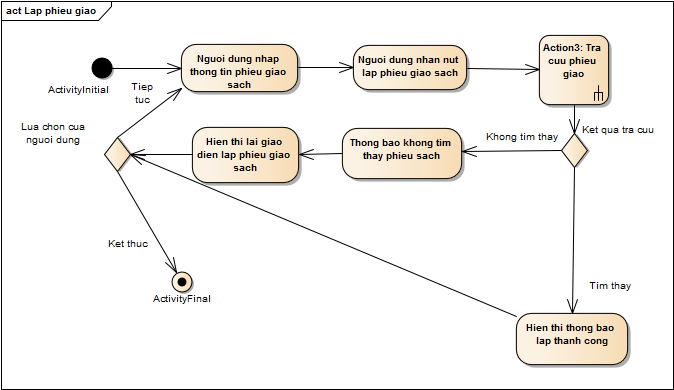 act Lap phieu giao
ActivityInitial
Nguoi dung nhap
thong tin phieu giao
sach
Nguoi dung nhan nut
lap phieu giao sach
Action3: Tra
cuu phieu
giao
Tiep
tuc
Lua chon cua
nguoi dung
Hien thi lai giao
dien lap phieu giao
sach
Thong bao khong tim
thay phieu sach
Khong tim thay
Ket qua tra cuu
Ket thuc
ActivityFinal
Tim thay
Hien thi thong bao
lap thanh cong